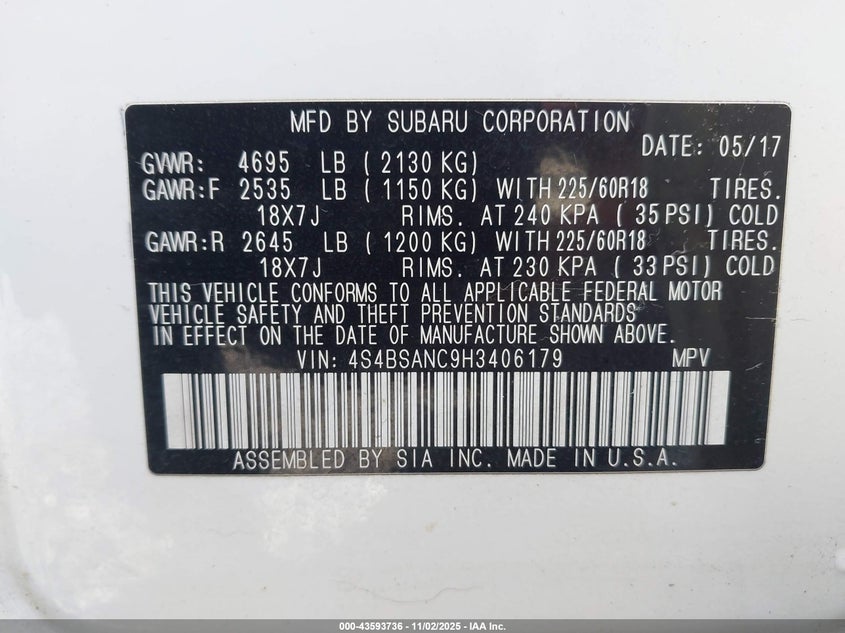 MFD BY SUBARU CORPORATION
DATE: 05/17
GVWR: 4695 LB ( 2130 KG)
GAWR:F 2535 LB ( 1150 KG) WITH 225/60R18 TIRES.
18X7J RIMS. AT 240 KPA ( 35 PSI) COLD
GAWR:R 2645 LB ( 1200 KG) WITH 225/60R18 TIRES.
18X7J RIMS. AT 230 KPA ( 33 PSI) COLD
THIS VEHICLE CONFORMS TO ALL APPLICABLE FEDERAL MOTOR
VEHICLE SAFETY AND THEFT PREVENTION STANDARDS
IN EFFECT ON THE DATE OF MANUFACTURE SHOWN ABOVE.
VIN: 4S4BSANC9H3406179 MPV
ASSEMBLED BY SIA INC. MADE IN U.S.A.
000-43593736 - 11/02/2025 - IAA Inc.